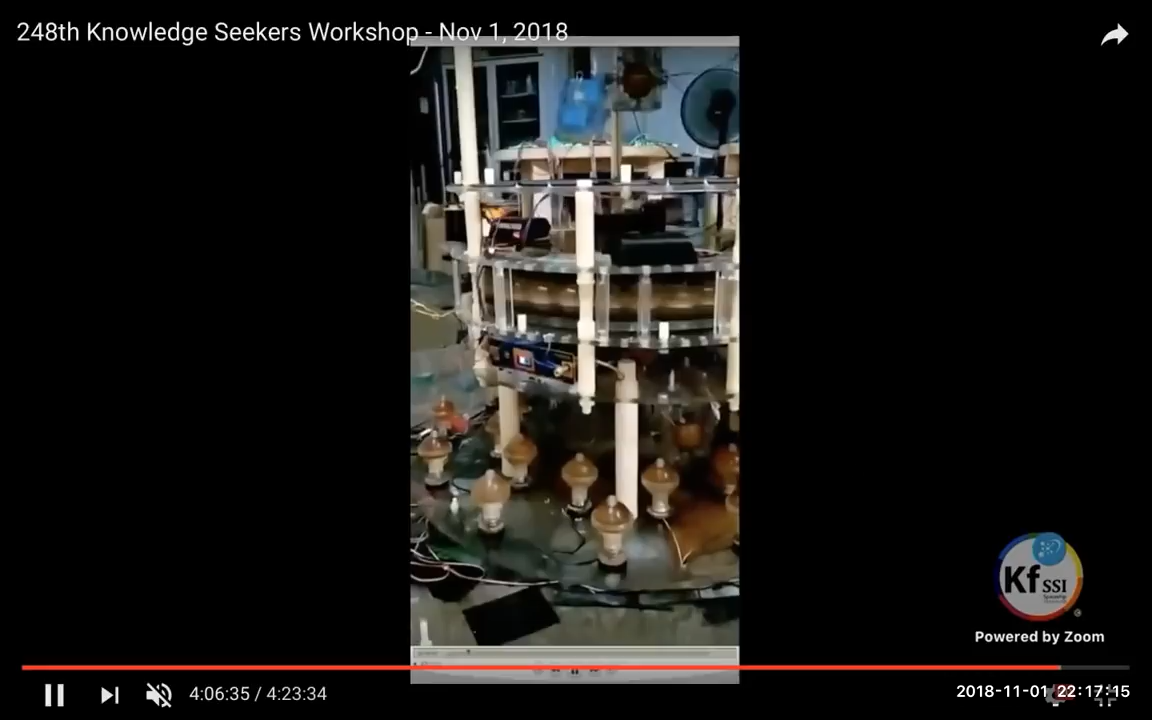 248th Knowledge Seekers Workshop - Nov 1, 2018
Kf SSI
Powered by Zoom
4:06:35 / 4:23:34
2018-11-01 22:17:15